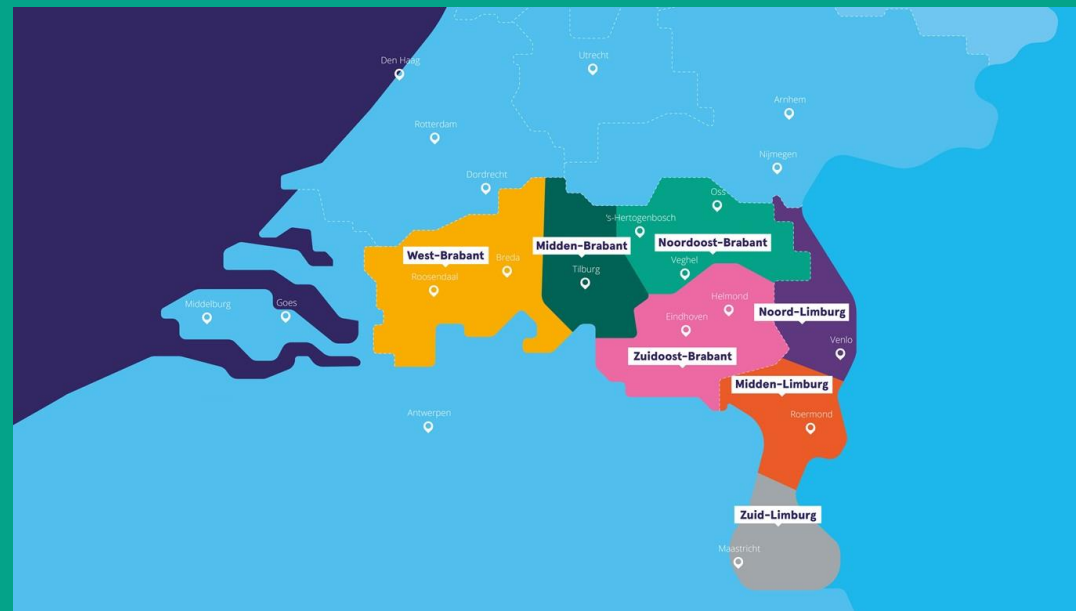 Utrecht
Den Haag
Arnhem
Rotterdam
Nijmegen
Dordrecht
Oss
's-Hertogenbosch
West-Brabant
Midden-Brabant
Noordoost-Brabant
Breda
Veghel
Roosendaal
Tilburg
Middelburg
Goes
Helmond
Noord-Limburg
Eindhoven
Venlo
Zuidoost-Brabant
Midden-Limburg
Antwerpen
Roermond
Zuid-Limburg
Maastricht